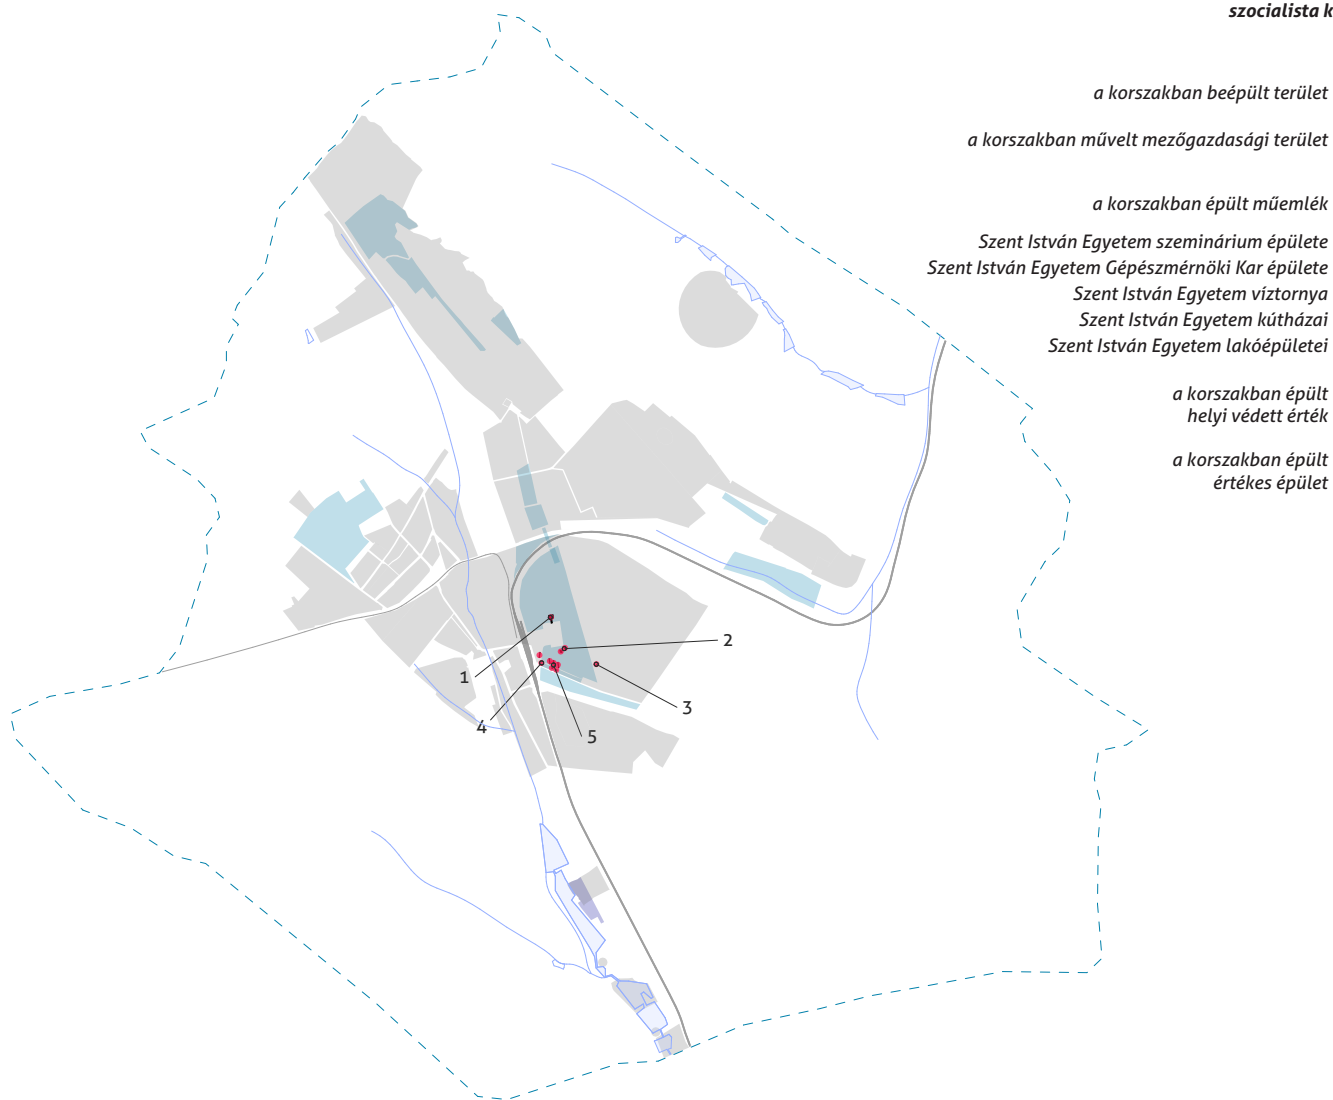 szocialista k
a korszakban beépült terület
a korszakban művelt mezőgazdasági terület
a korszakban épült műemlék
Szent István Egyetem szeminárium épülete
Szent István Egyetem Gépészmérnöki Kar épülete
Szent István Egyetem víztornya
Szent István Egyetem kútházai
Szent István Egyetem lakóépületei
a korszakban épült
helyi védett érték
a korszakban épült
értékes épület
1
2
3
4
5